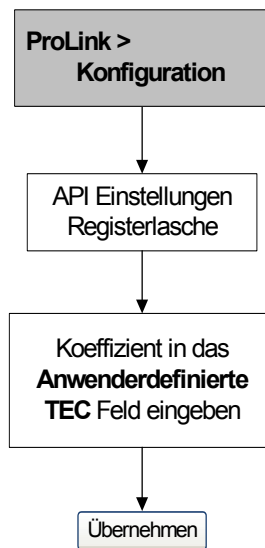 ProLink >
Konfiguration
API Einstellungen
Registerlasche
Koeffizient in das
Anwenderdefinierte
TEC Feld eingeben
Übernehmen